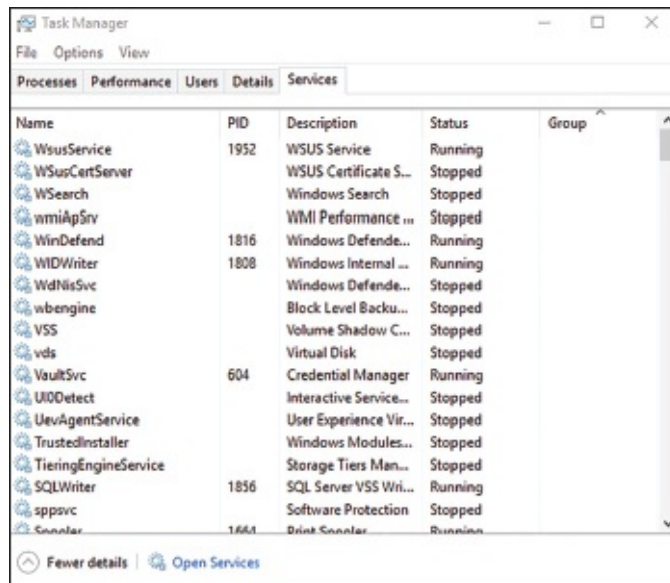 Task Manager
File Options View
Processes Performance Users Details Services
Name PID Description Status Group
WsusService 1952 WSUS Service Running
WSusCertServer WSUS Certificate S... Stopped
WSearch Windows Search Stopped
wmiApSrv WMI Performance ... Stopped
WinDefend 1816 Windows Defende... Running
WIDWriter 1808 Windows Internal ... Running
WdNisSvc Windows Defende... Stopped
wbengine Block Level Backu... Stopped
VSS Volume Shadow C... Stopped
vds Virtual Disk Stopped
VaultSvc 604 Credential Manager Running
UI0Detect Interactive Service... Stopped
UevAgentService User Experience Vir... Stopped
TrustedInstaller Windows Modules... Stopped
TieringEngineService Storage Tiers Man... Stopped
SQLWriter 1856 SQL Server VSS Wri... Running
sppsvc Software Protection Stopped
Spooler 1664 Print Spooler Running
Fewer details Open Services